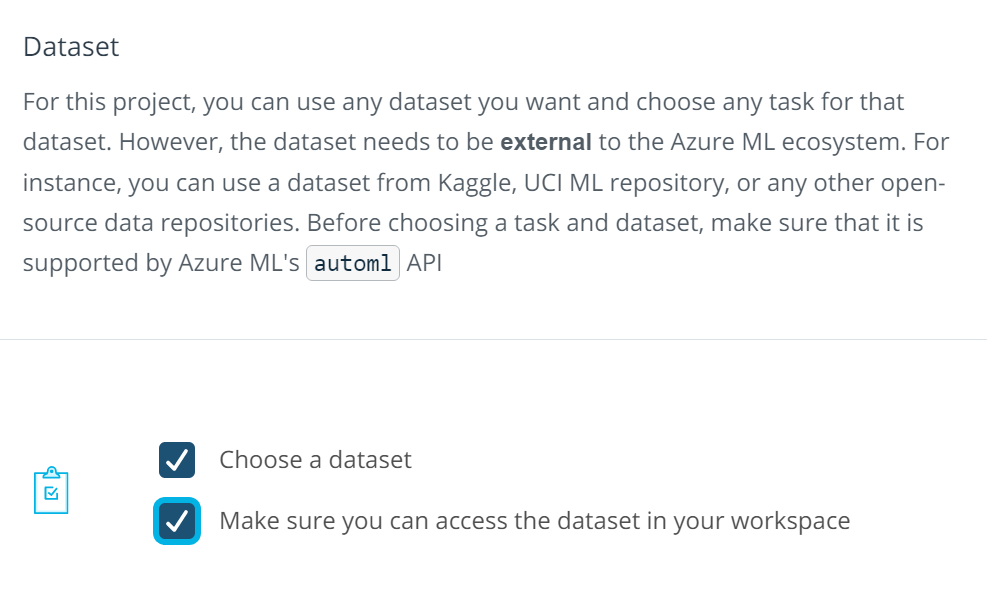 Dataset
For this project, you can use any dataset you want and choose any task for that
dataset. However, the dataset needs to be external to the Azure ML ecosystem. For
instance, you can use a dataset from Kaggle, UCI ML repository, or any other open-
source data repositories. Before choosing a task and dataset, make sure that it is
supported by Azure ML's automl API
Choose a dataset
Make sure you can access the dataset in your workspace